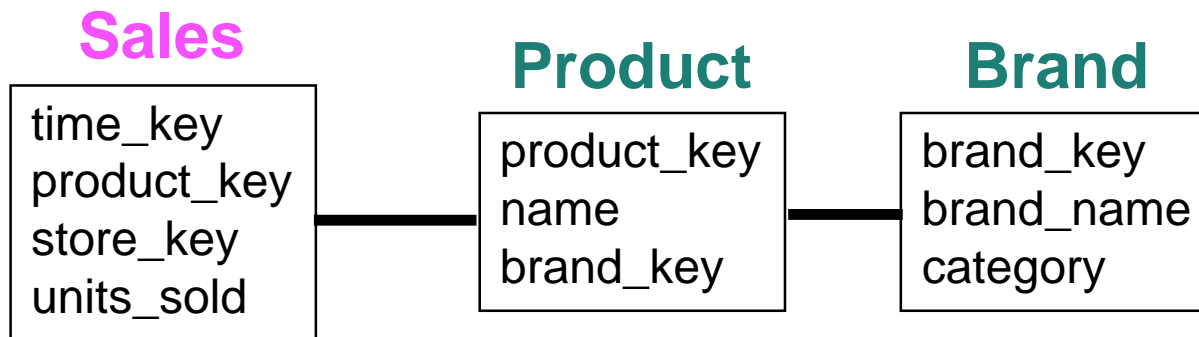 Sales
time_key
product_key
store_key
units_sold
Product
product_key
name
brand_key
Brand
brand_key
brand_name
category